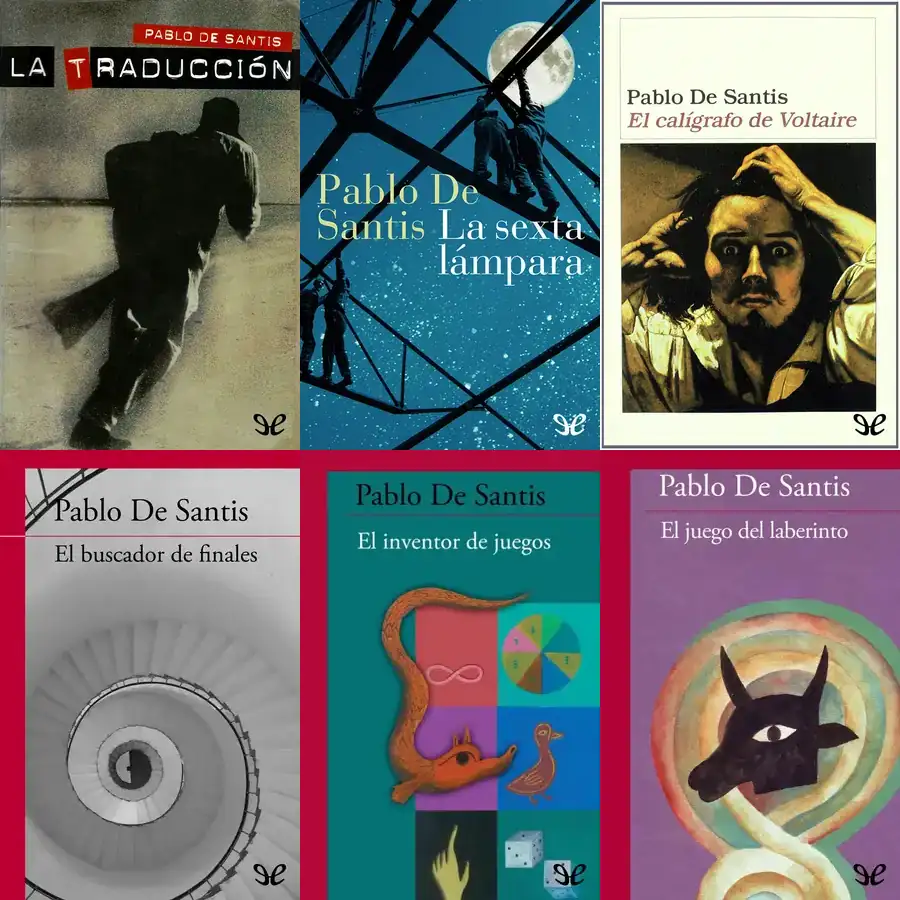 PABLO DE SANTIS
LA TRADUCCIÓN
Pablo De
Santis La sexta
lámpara
Pablo De Santis
El calígrafo de Voltaire
Pablo De Santis
El buscador de finales
Pablo De Santis
El inventor de juegos
Pablo De Santis
El juego del laberinto